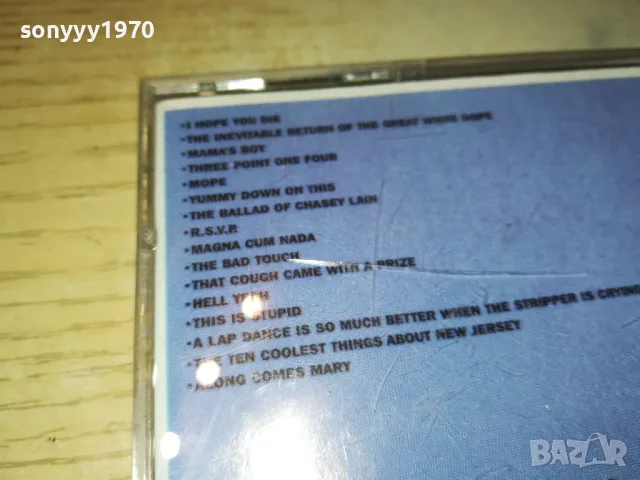 sonyyy1970
•I HOPE YOU DIE
•THE INEVITABLE RETURN OF THE GREAT WHITE DOPE
•MAMA'S BOY
•THREE POINT ONE FOUR
•MOPE
•YUMMY DOWN ON THIS
•THE BALLAD OF CHASEY LAIN
•R.S.V.P.
•MAGNA CUM NADA
•THE BAD TOUCH
•THAT COUGH CAME WITH A PRIZE
•HELL YEAH
•THIS IS STUPID
•A LAP DANCE IS SO MUCH BETTER WHEN THE STRIPPER IS CRYING
•THE TEN COOLEST THINGS ABOUT NEW JERSEY
•ALONG COMES MARY
BAZAR
bazar.bg